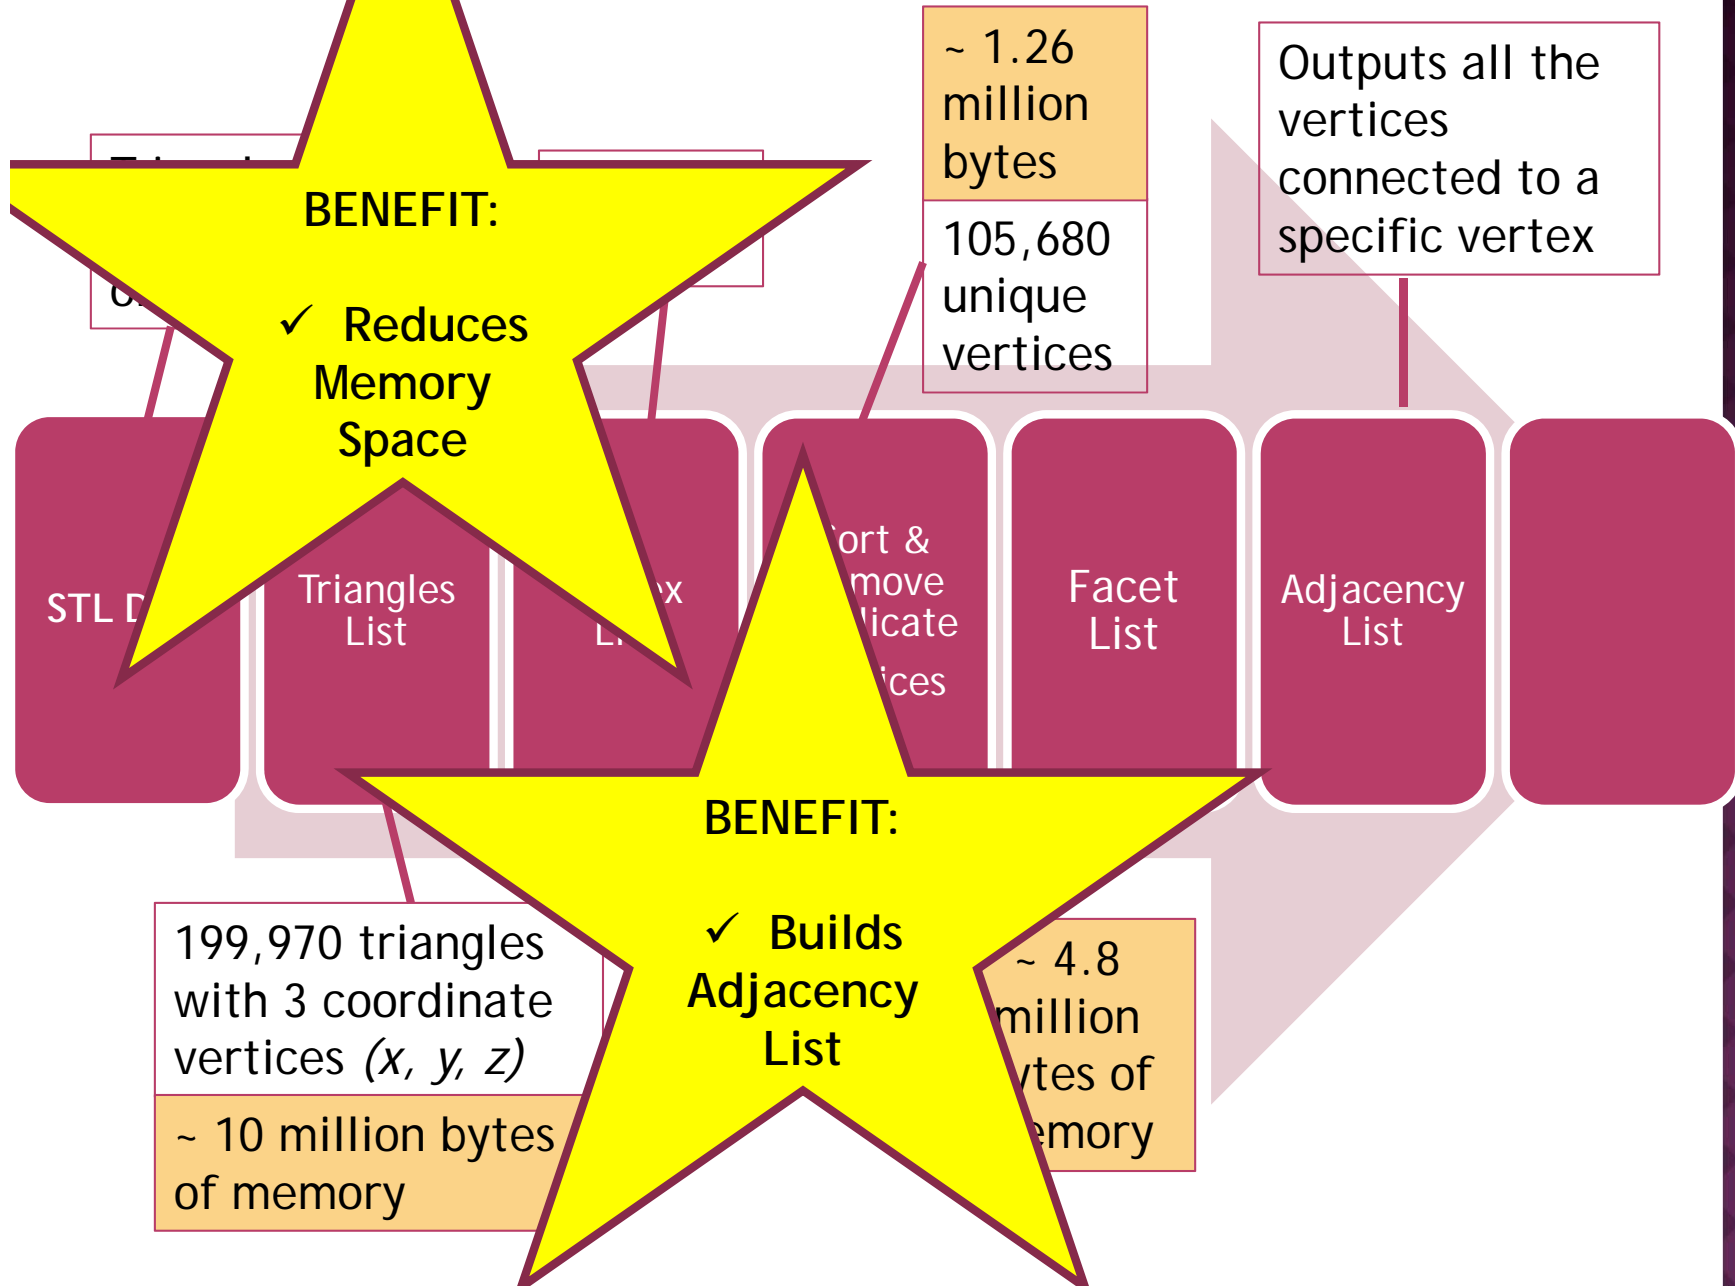 BENEFIT:
✓ Reduces
Memory
Space
~ 1.26
million
bytes
105,680
unique
vertices
Outputs all the
vertices
connected to a
specific vertex
STL
Triangles
List
&
Facet
List
Adjacency
List
BENEFIT:
✓ Builds
Adjacency
List
199,970 triangles
with 3 coordinate
vertices (x, y, z)
~ 10 million bytes
of memory
~ 4.8
million
of